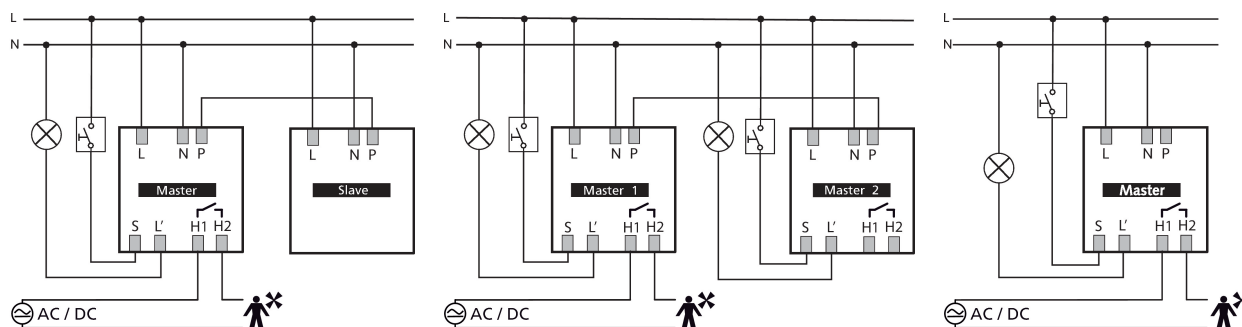 L
N
L N P L N P
Master Slave
S L' H1 H2
AC / DC
L
N
L N P L N P
Master 1 Master 2
S L' H1 H2 S L' H1 H2
AC / DC
L
N
L N P
Master
S L' H1 H2
AC / DC